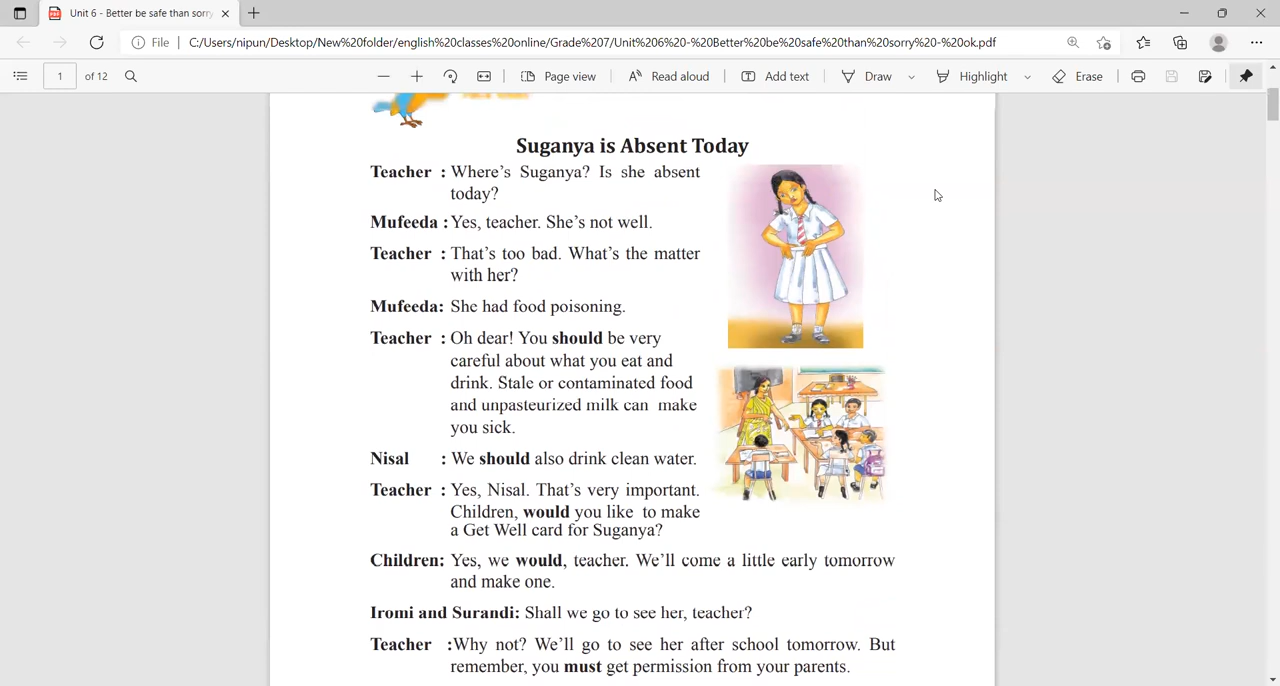 Unit 6 - Better be safe than sorry
File C:/Users/nipun/Desktop/New%20folder/english%20classes%20online/Grade%207/Unit%206%20-%20Better%20be%20safe%20than%20sorry%20-%20ok.pdf
1 of 12 Page view Read aloud Add text Draw Highlight Erase
Suganya is Absent Today
Teacher : Where's Suganya? Is she absent
today?
Mufeeda : Yes, teacher. She's not well.
Teacher : That's too bad. What's the matter
with her?
Mufeeda: She had food poisoning.
Teacher : Oh dear! You should be very
careful about what you eat and
drink. Stale or contaminated food
and unpasteurized milk can make
you sick.
Nisal : We should also drink clean water.
Teacher : Yes, Nisal. That's very important.
Children, would you like to make
a Get Well card for Suganya?
Children: Yes, we would, teacher. We'll come a little early tomorrow
and make one.
Iromi and Surandi: Shall we go to see her, teacher?
Teacher :Why not? We'll go to see her after school tomorrow. But
remember, you must get permission from your parents.